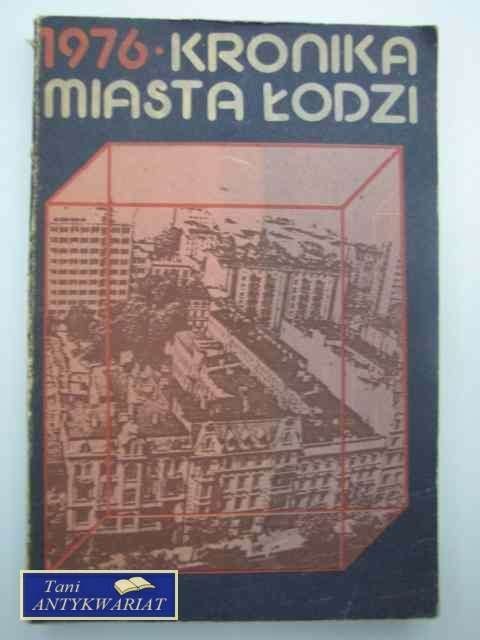 1976·KRONIKA
MIASTA ŁODZI
Tani
ANTYKWARIAT